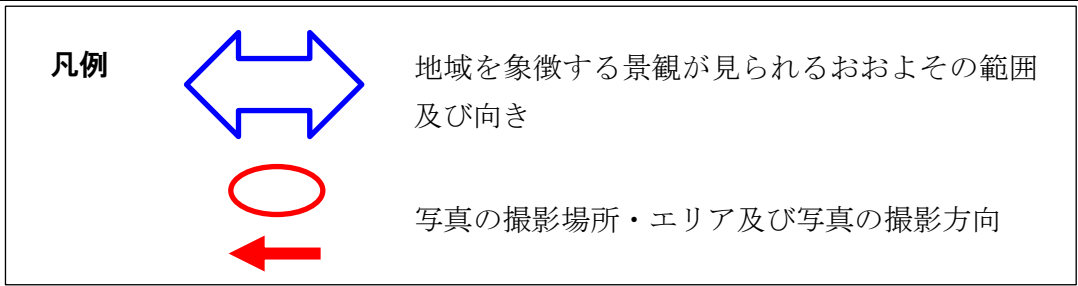 凡例
地域を象徴する景観が見られるおおよその範囲
及び向き
写真の撮影場所・エリア及び写真の撮影方向